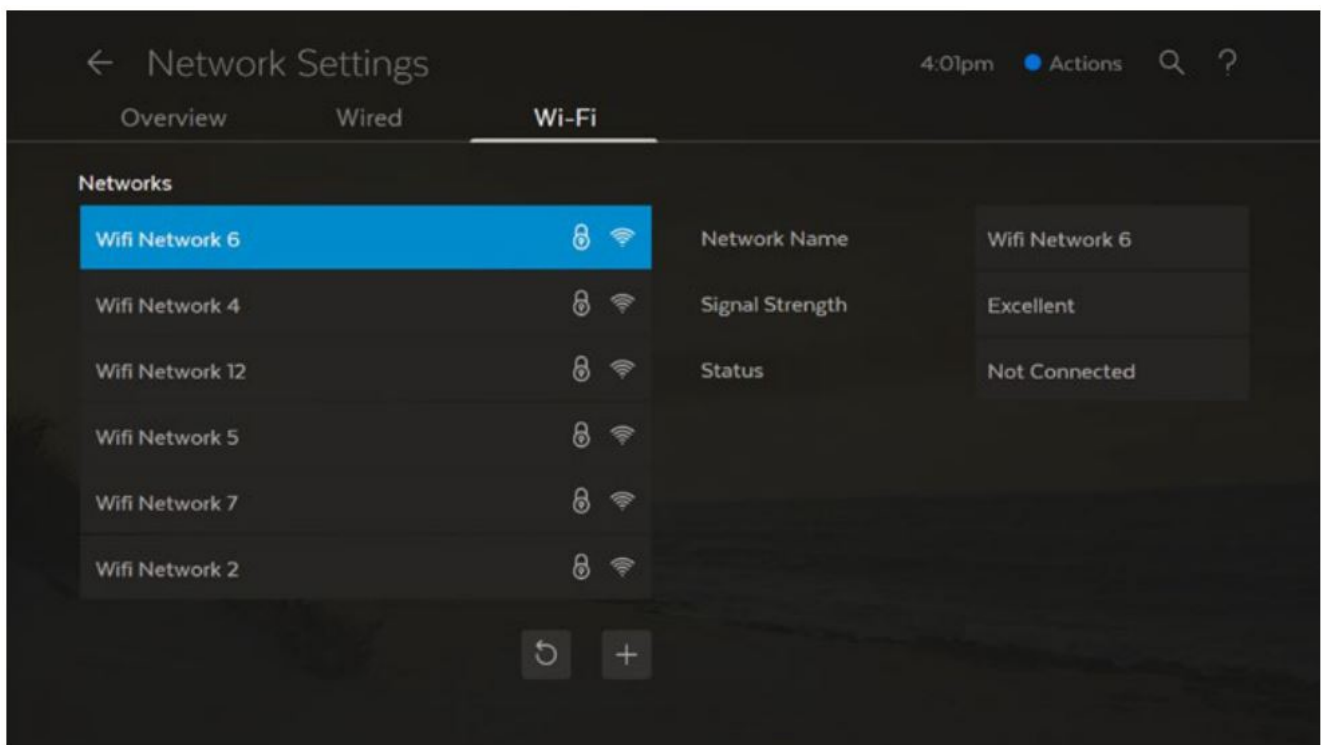 Network Settings
4:01pm Actions ?
Overview Wired Wi-Fi
Networks
Wifi Network 6
Wifi Network 4
Wifi Network 12
Wifi Network 5
Wifi Network 7
Wifi Network 2
Network Name Wifi Network 6
Signal Strength Excellent
Status Not Connected